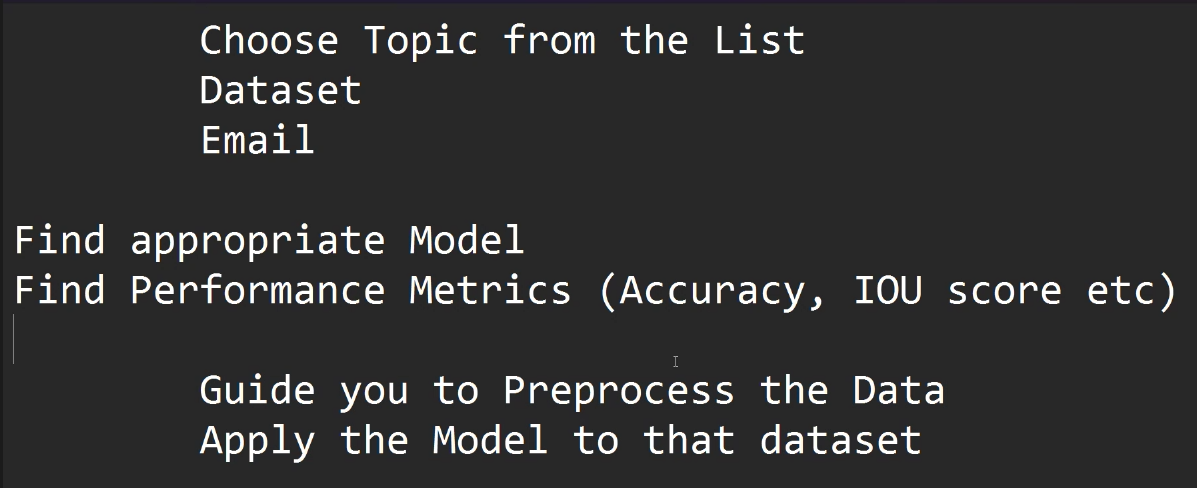 Choose Topic from the List
Dataset
Email
Find appropriate Model
Find Performance Metrics (Accuracy, IOU score etc)
Guide you to Preprocess the Data
Apply the Model to that dataset